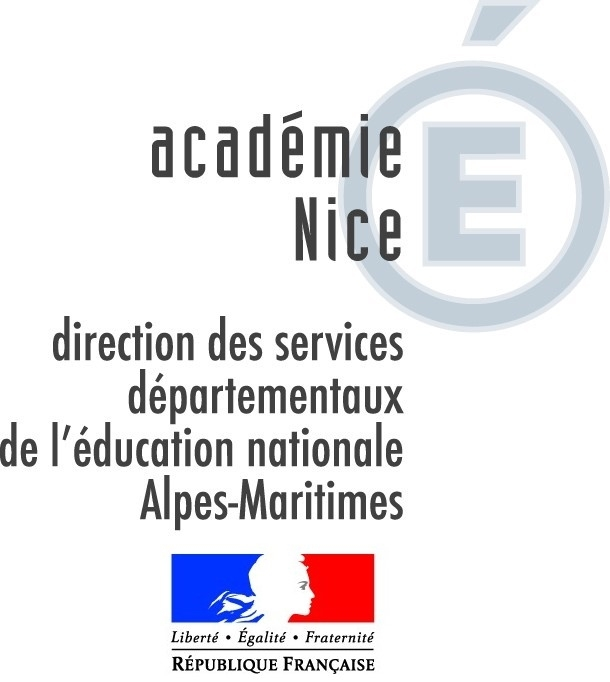 É
académie
Nice
direction des services
départementaux
de l'éducation nationale
Alpes-Maritimes
Liberté • Égalité • Fraternité
RÉPUBLIQUE FRANÇAISE